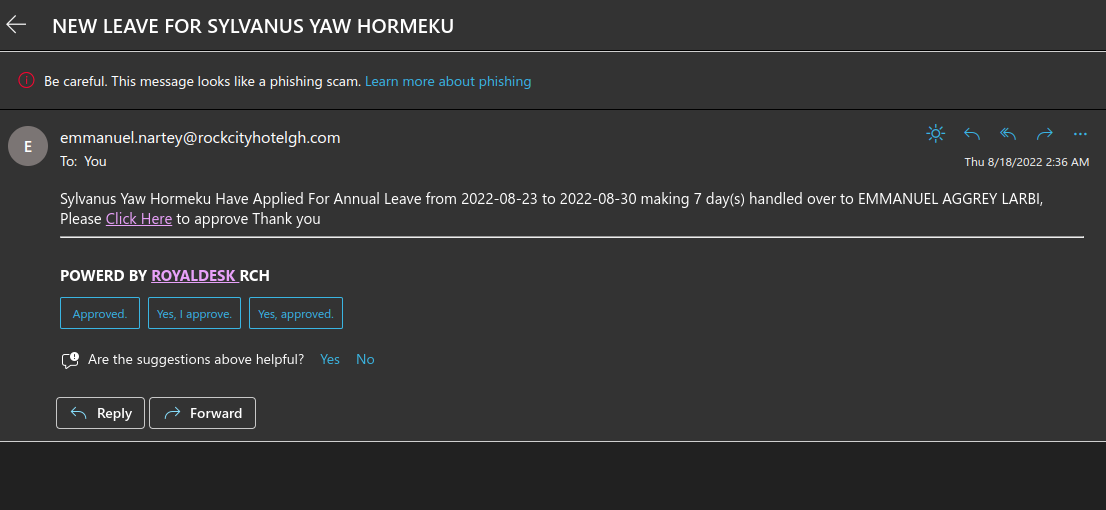 NEW LEAVE FOR SYLVANUS YAW HORMEKU
Be careful. This message looks like a phishing scam. Learn more about phishing
E
emmanuel.nartey@rockcityhotelgh.com
To: You
Thu 8/18/2022 2:36 AM
Sylvanus Yaw Hormeku Have Applied For Annual Leave from 2022-08-23 to 2022-08-30 making 7 day(s) handled over to EMMANUEL AGGREY LARBI,
Please Click Here to approve Thank you
POWERD BY ROYALDESK RCH
Approved. Yes, I approve. Yes, approved.
Are the suggestions above helpful? Yes No
Reply Forward